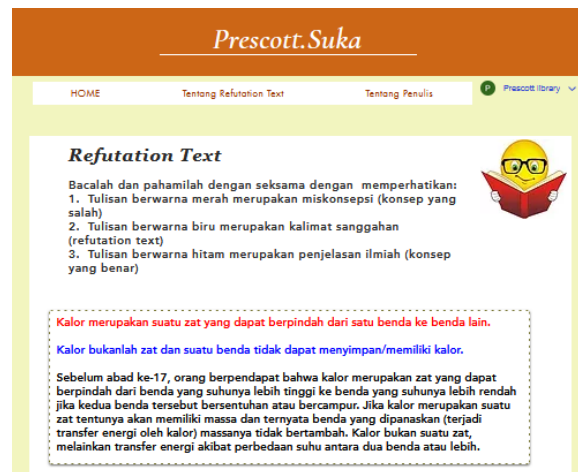 Prescott.Suka
HOME
Tentang Refutation Text
Tentang Penulis
P
Prescott library
Refutation Text
Bacalah dan pahamilah dengan seksama dengan memperhatikan:
1. Tulisan berwarna merah merupakan miskonsepsi (konsep yang
salah)
2. Tulisan berwarna biru merupakan kalimat sanggahan
(refutation text)
3. Tulisan berwarna hitam merupakan penjelasan ilmiah (konsep
yang benar)
Kalor merupakan suatu zat yang dapat berpindah dari satu benda ke benda lain.
Kalor bukanlah zat dan suatu benda tidak dapat menyimpan/memiliki kalor.
Sebelum abad ke-17, orang berpendapat bahwa kalor merupakan zat yang dapat
berpindah dari benda yang suhunya lebih tinggi ke benda yang suhunya lebih rendah
jika kedua benda tersebut bersentuhan atau bercampur. Jika kalor merupakan suatu
zat tentunya akan memiliki massa dan ternyata benda yang dipanaskan (terjadi
transfer energi oleh kalor) massanya tidak bertambah. Kalor bukan suatu zat,
melainkan transfer energi akibat perbedaan suhu antara dua benda atau lebih.